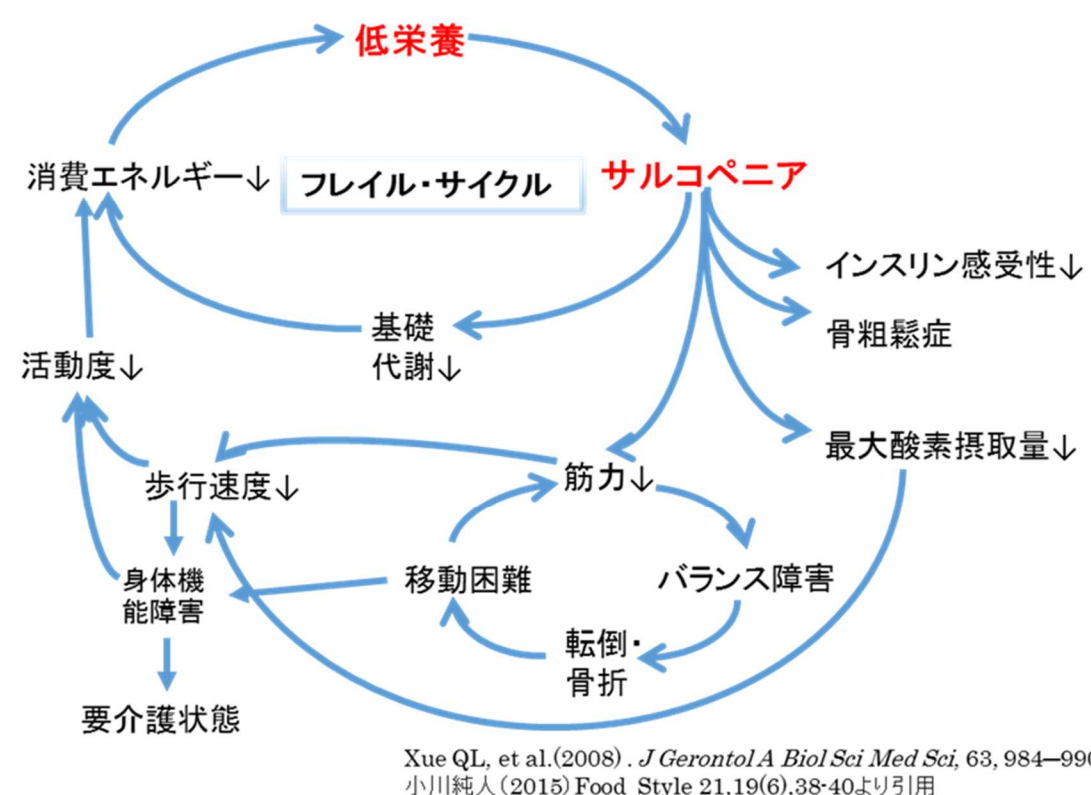 低栄養
消費エネルギー↓
フレイル・サイクル
サルコペニア
インスリン感受性↓
基礎
代謝↓
骨粗鬆症
活動度↓
最大酸素摂取量↓
歩行速度↓
筋力↓
身体機
能障害
移動困難
バランス障害
転倒・
骨折
要介護状態
Xue QL, et al.(2008) . J Gerontol A Biol Sci Med Sci, 63, 984—990
小川純人（2015）Food Style 21,19(6),38-40より引用